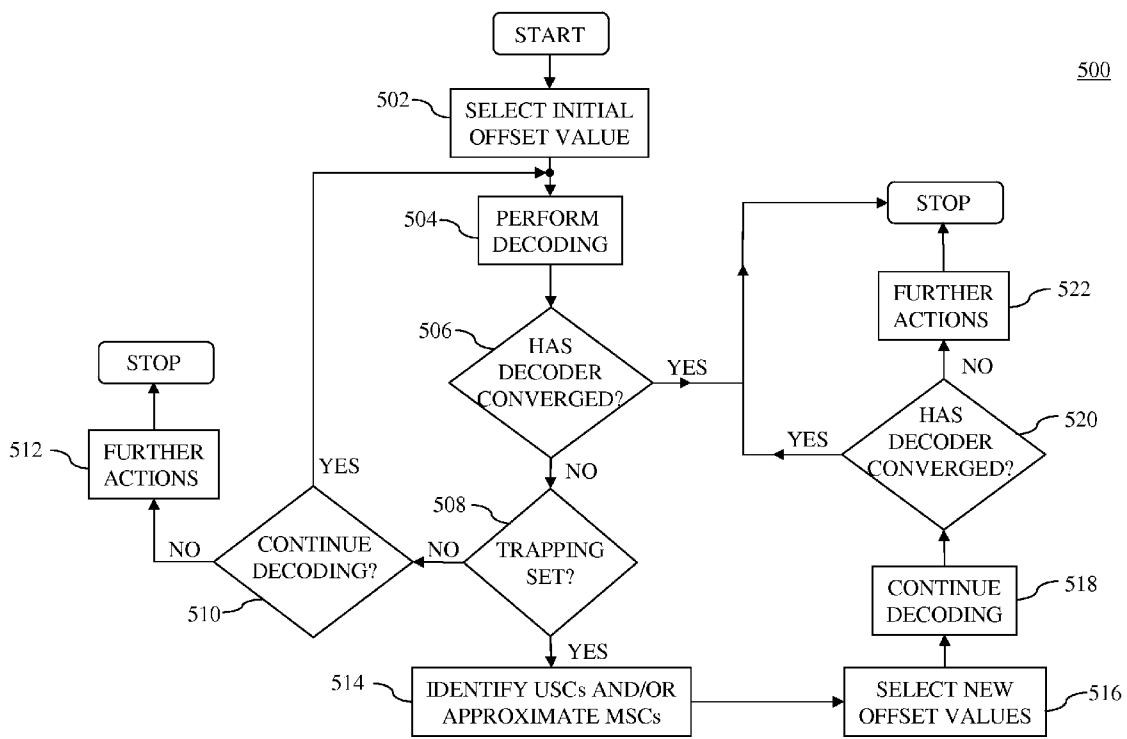 START
500
502
SELECT INITIAL
OFFSET VALUE
504
PERFORM
DECODING
STOP
FURTHER
ACTIONS
522
506
HAS
DECODER
CONVERGED?
YES
NO
STOP
HAS
DECODER
CONVERGED?
520
YES
512
FURTHER
ACTIONS
YES
NO
508
TRAPPING
SET?
NO
CONTINUE
DECODING?
NO
510
CONTINUE
DECODING
518
YES
514
IDENTIFY USCs AND/OR
APPROXIMATE MSCs
SELECT NEW
OFFSET VALUES
516